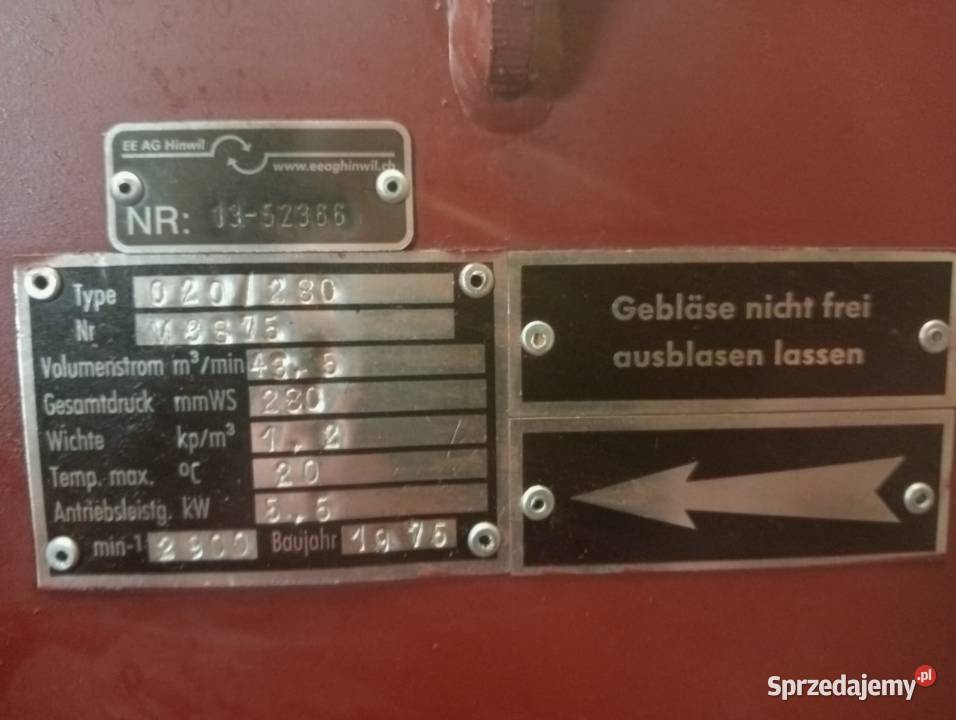 EE AG Hinwil
www.eeaghinwil.ch
NR: 13-52366
Type 020/280
Nr
Volumenstrom m³/min 43,5
Gesamtdruck mmWS 280
Wichte kp/m³ 1,2
Temp. max. °C 20
Antriebsleistg. kW 5,5
min-1 2900 Baujahr 1975
Gebläse nicht frei
ausblasen lassen
Sprzedajemy.pl